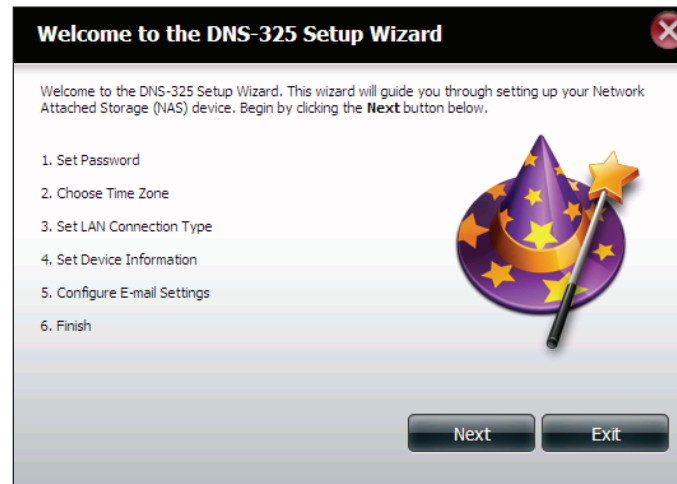 Welcome to the DNS-325 Setup Wizard
Welcome to the DNS-325 Setup Wizard. This wizard will guide you through setting up your Network
Attached Storage (NAS) device. Begin by clicking the Next button below.
1. Set Password
2. Choose Time Zone
3. Set LAN Connection Type
4. Set Device Information
5. Configure E-mail Settings
6. Finish
Next Exit